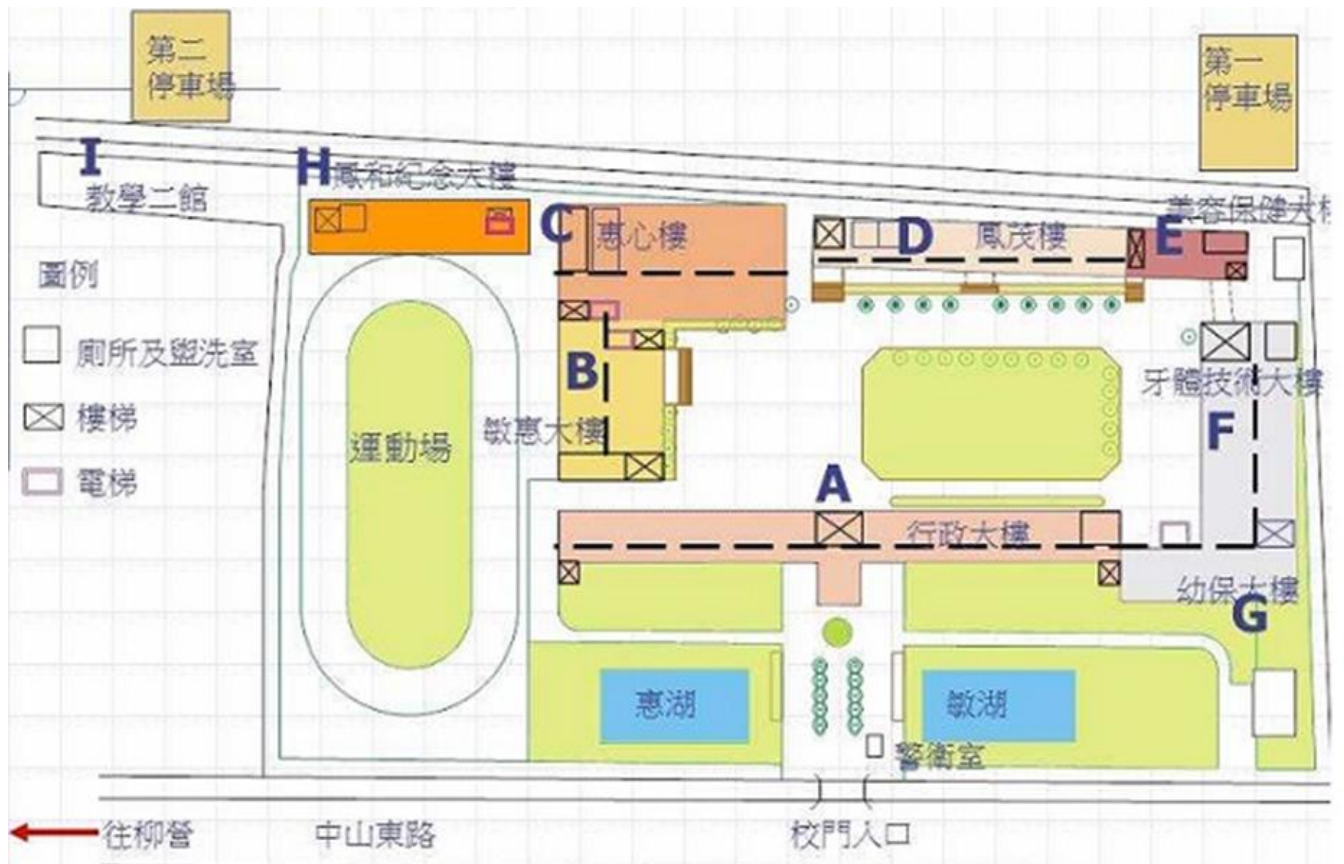 第二
停車場
第一
停車場
I
教學二館
H 鳳和紀念大樓
C 惠心樓
D 鳳茂樓
E
美容保健大樓
圖例
廁所及盥洗室
樓梯
電梯
B
敏惠大樓
運動場
牙體技術大樓
F
A
行政大樓
幼保大樓
G
惠湖
敏湖
警衛室
往柳營
中山東路
校門入口